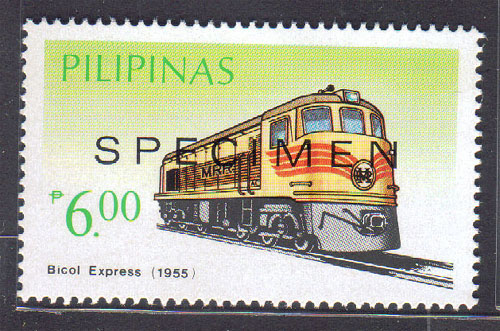 PILIPINAS
SPECIMEN
MRR
₱6.00
Bicol Express (1955)